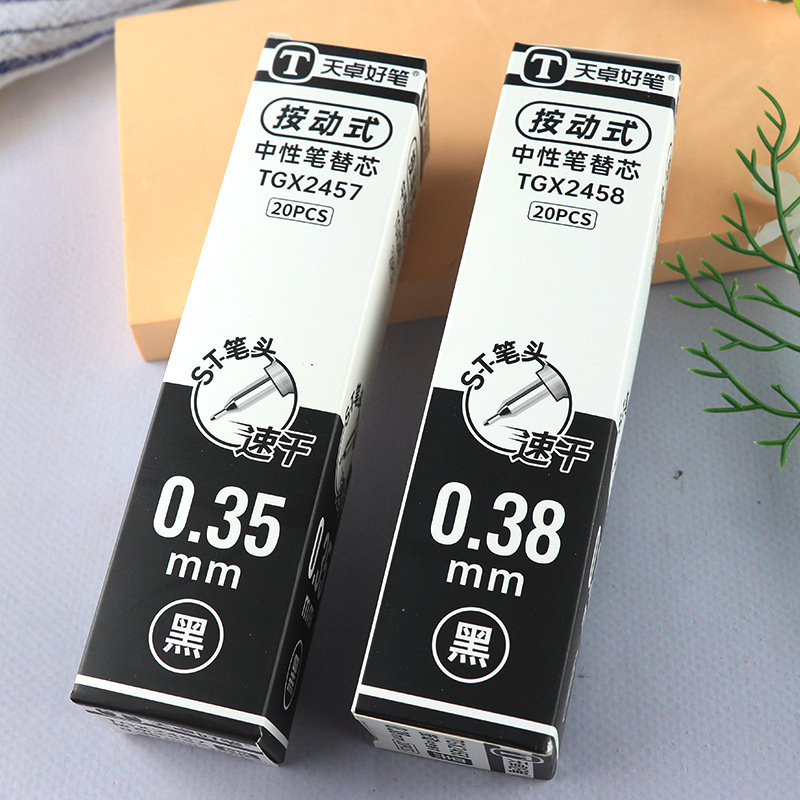 T 天卓好笔®
按动式
中性笔替芯
TGX2457
20PCS
ST-笔头
速干
0.35
mm
黑
T 天卓好笔®
按动式
中性笔替芯
TGX2458
20PCS
ST-笔头
速干
0.38
mm
黑